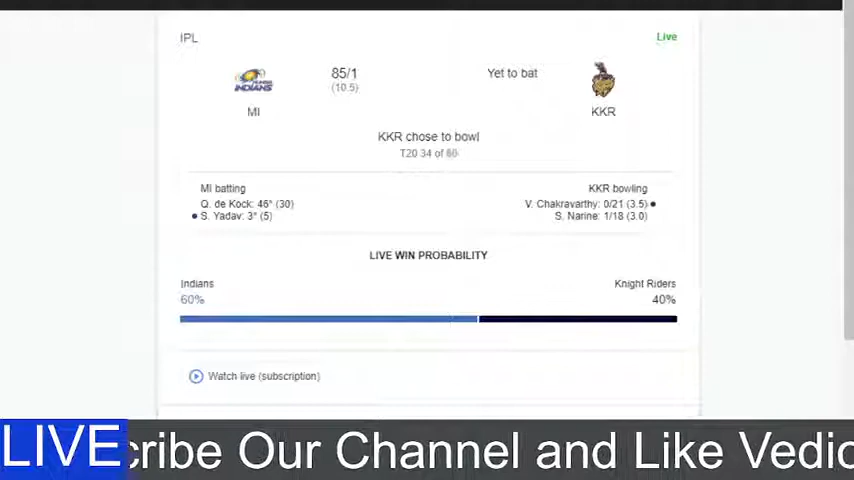 IPL
Live
INDIANS
85/1
(10.5)
Yet to bat
MI
KKR
KKR chose to bowl
T20 34 of 60
MI batting
KKR bowling
Q. de Kock: 46* (30)
V. Chakravarthy: 0/21 (3.5)
S. Yadav: 3* (5)
S. Narine: 1/18 (3.0)
LIVE WIN PROBABILITY
Indians
Knight Riders
60%
40%
Watch live (subscription)
LIVE
cribe Our Channel and Like Vedic